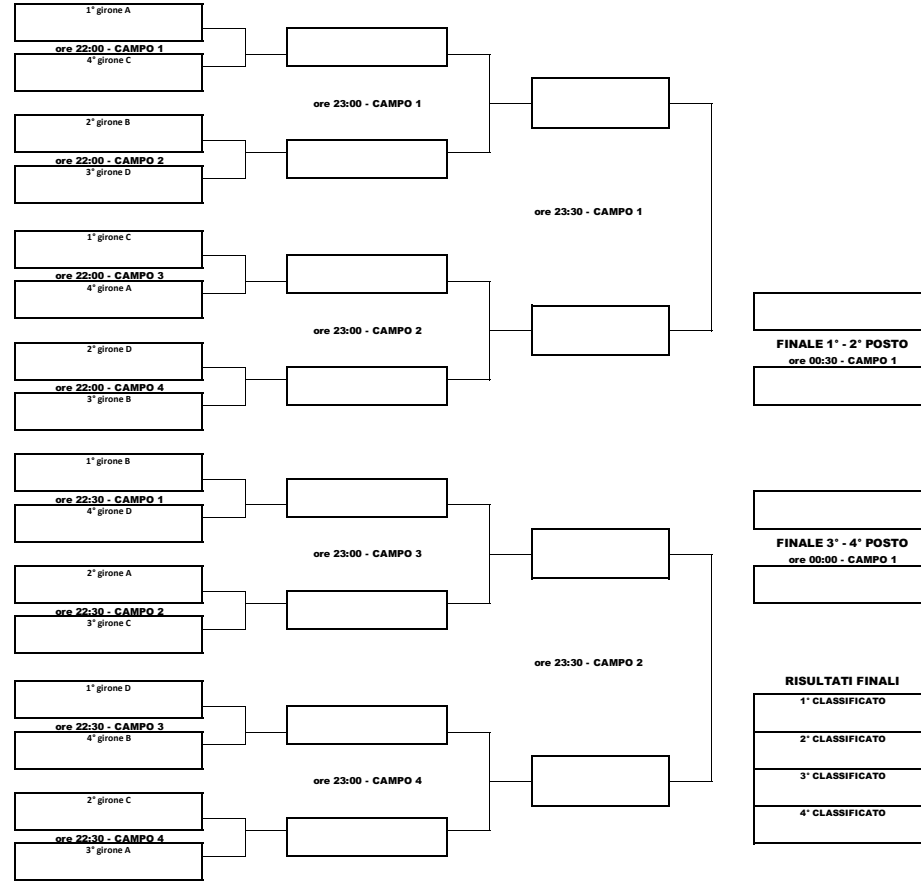 1° girone A
ore 22:00 - CAMPO 1
4° girone C
ore 23:00 - CAMPO 1
2° girone B
ore 22:00 - CAMPO 2
3° girone D
ore 23:30 - CAMPO 1
1° girone C
ore 22:00 - CAMPO 3
4° girone A
ore 23:00 - CAMPO 2
2° girone D
ore 22:00 - CAMPO 4
3° girone B
FINALE 1° - 2° POSTO
ore 00:30 - CAMPO 1
1° girone B
ore 22:30 - CAMPO 1
4° girone D
ore 23:00 - CAMPO 3
2° girone A
ore 22:30 - CAMPO 2
3° girone C
FINALE 3° - 4° POSTO
ore 00:00 - CAMPO 1
ore 23:30 - CAMPO 2
1° girone D
ore 22:30 - CAMPO 3
4° girone B
ore 23:00 - CAMPO 4
2° girone C
ore 22:30 - CAMPO 4
3° girone A
RISULTATI FINALI
1° CLASSIFICATO
2° CLASSIFICATO
3° CLASSIFICATO
4° CLASSIFICATO